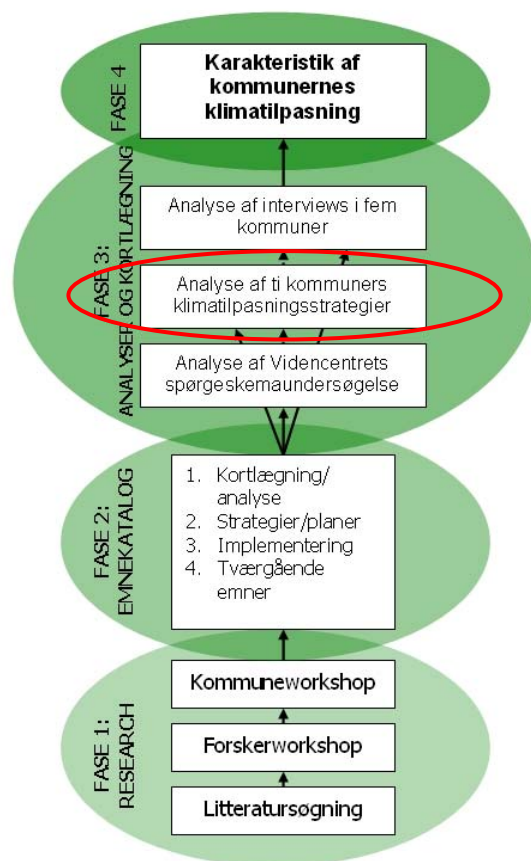 FASE 4
Karakteristik af
kommunernes
klimatilpasning
FASE 3:
ANALYSER OG KORTLÆGNING
Analyse af interviews i fem
kommuner
Analyse af ti kommuners
klimatilpasningsstrategier
Analyse af Videncentrets
spørgeskemaundersøgelse
FASE 2:
EMNEKATALOG
1. Kortlægning/
analyse
2. Strategier/planer
3. Implementering
4. Tværgående
emner
FASE 1:
RESEARCH
Kommuneworkshop
Forskerworkshop
Litteratursøgning